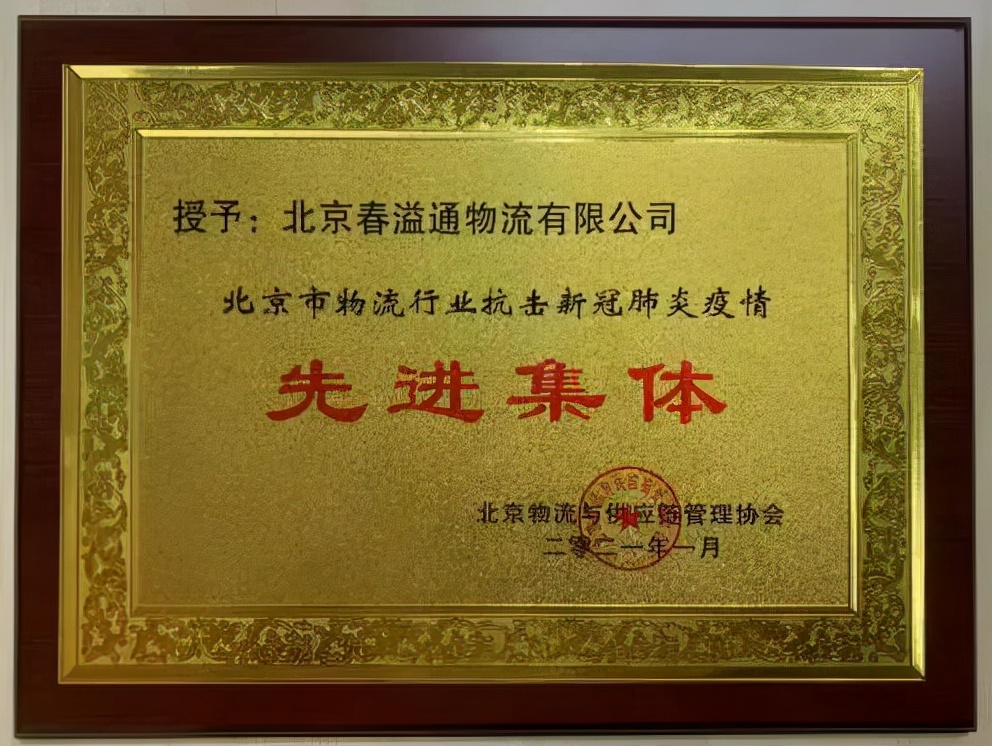 授予：北京春溢通物流有限公司
北京市物流行业抗击新冠肺炎疫情
先进集体
北京物流与供应链管理协会
二零二一年一月